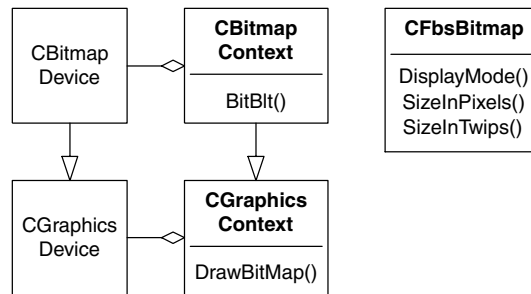 CBitmap
Device
CBitmap
Context
BitBlt()
CFbsBitmap
DisplayMode()
SizeInPixels()
SizeInTwips()
CGraphics
Device
CGraphics
Context
DrawBitMap()